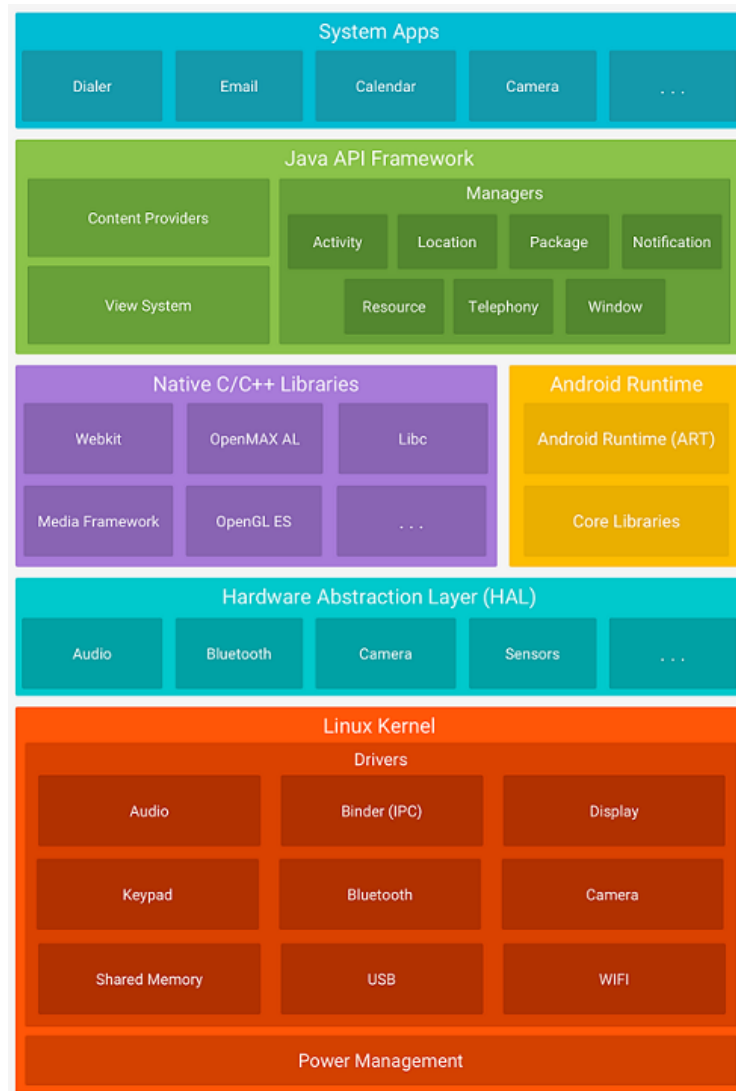 System Apps
Dialer
Email
Calendar
Camera
. . .
Java API Framework
Content Providers
View System
Managers
Activity
Location
Package
Notification
Resource
Telephony
Window
Native C/C++ Libraries
Webkit
OpenMAX AL
Libc
Media Framework
OpenGL ES
. . .
Android Runtime
Android Runtime (ART)
Core Libraries
Hardware Abstraction Layer (HAL)
Audio
Bluetooth
Camera
Sensors
. . .
Linux Kernel
Drivers
Audio
Binder (IPC)
Display
Keypad
Bluetooth
Camera
Shared Memory
USB
WIFI
Power Management